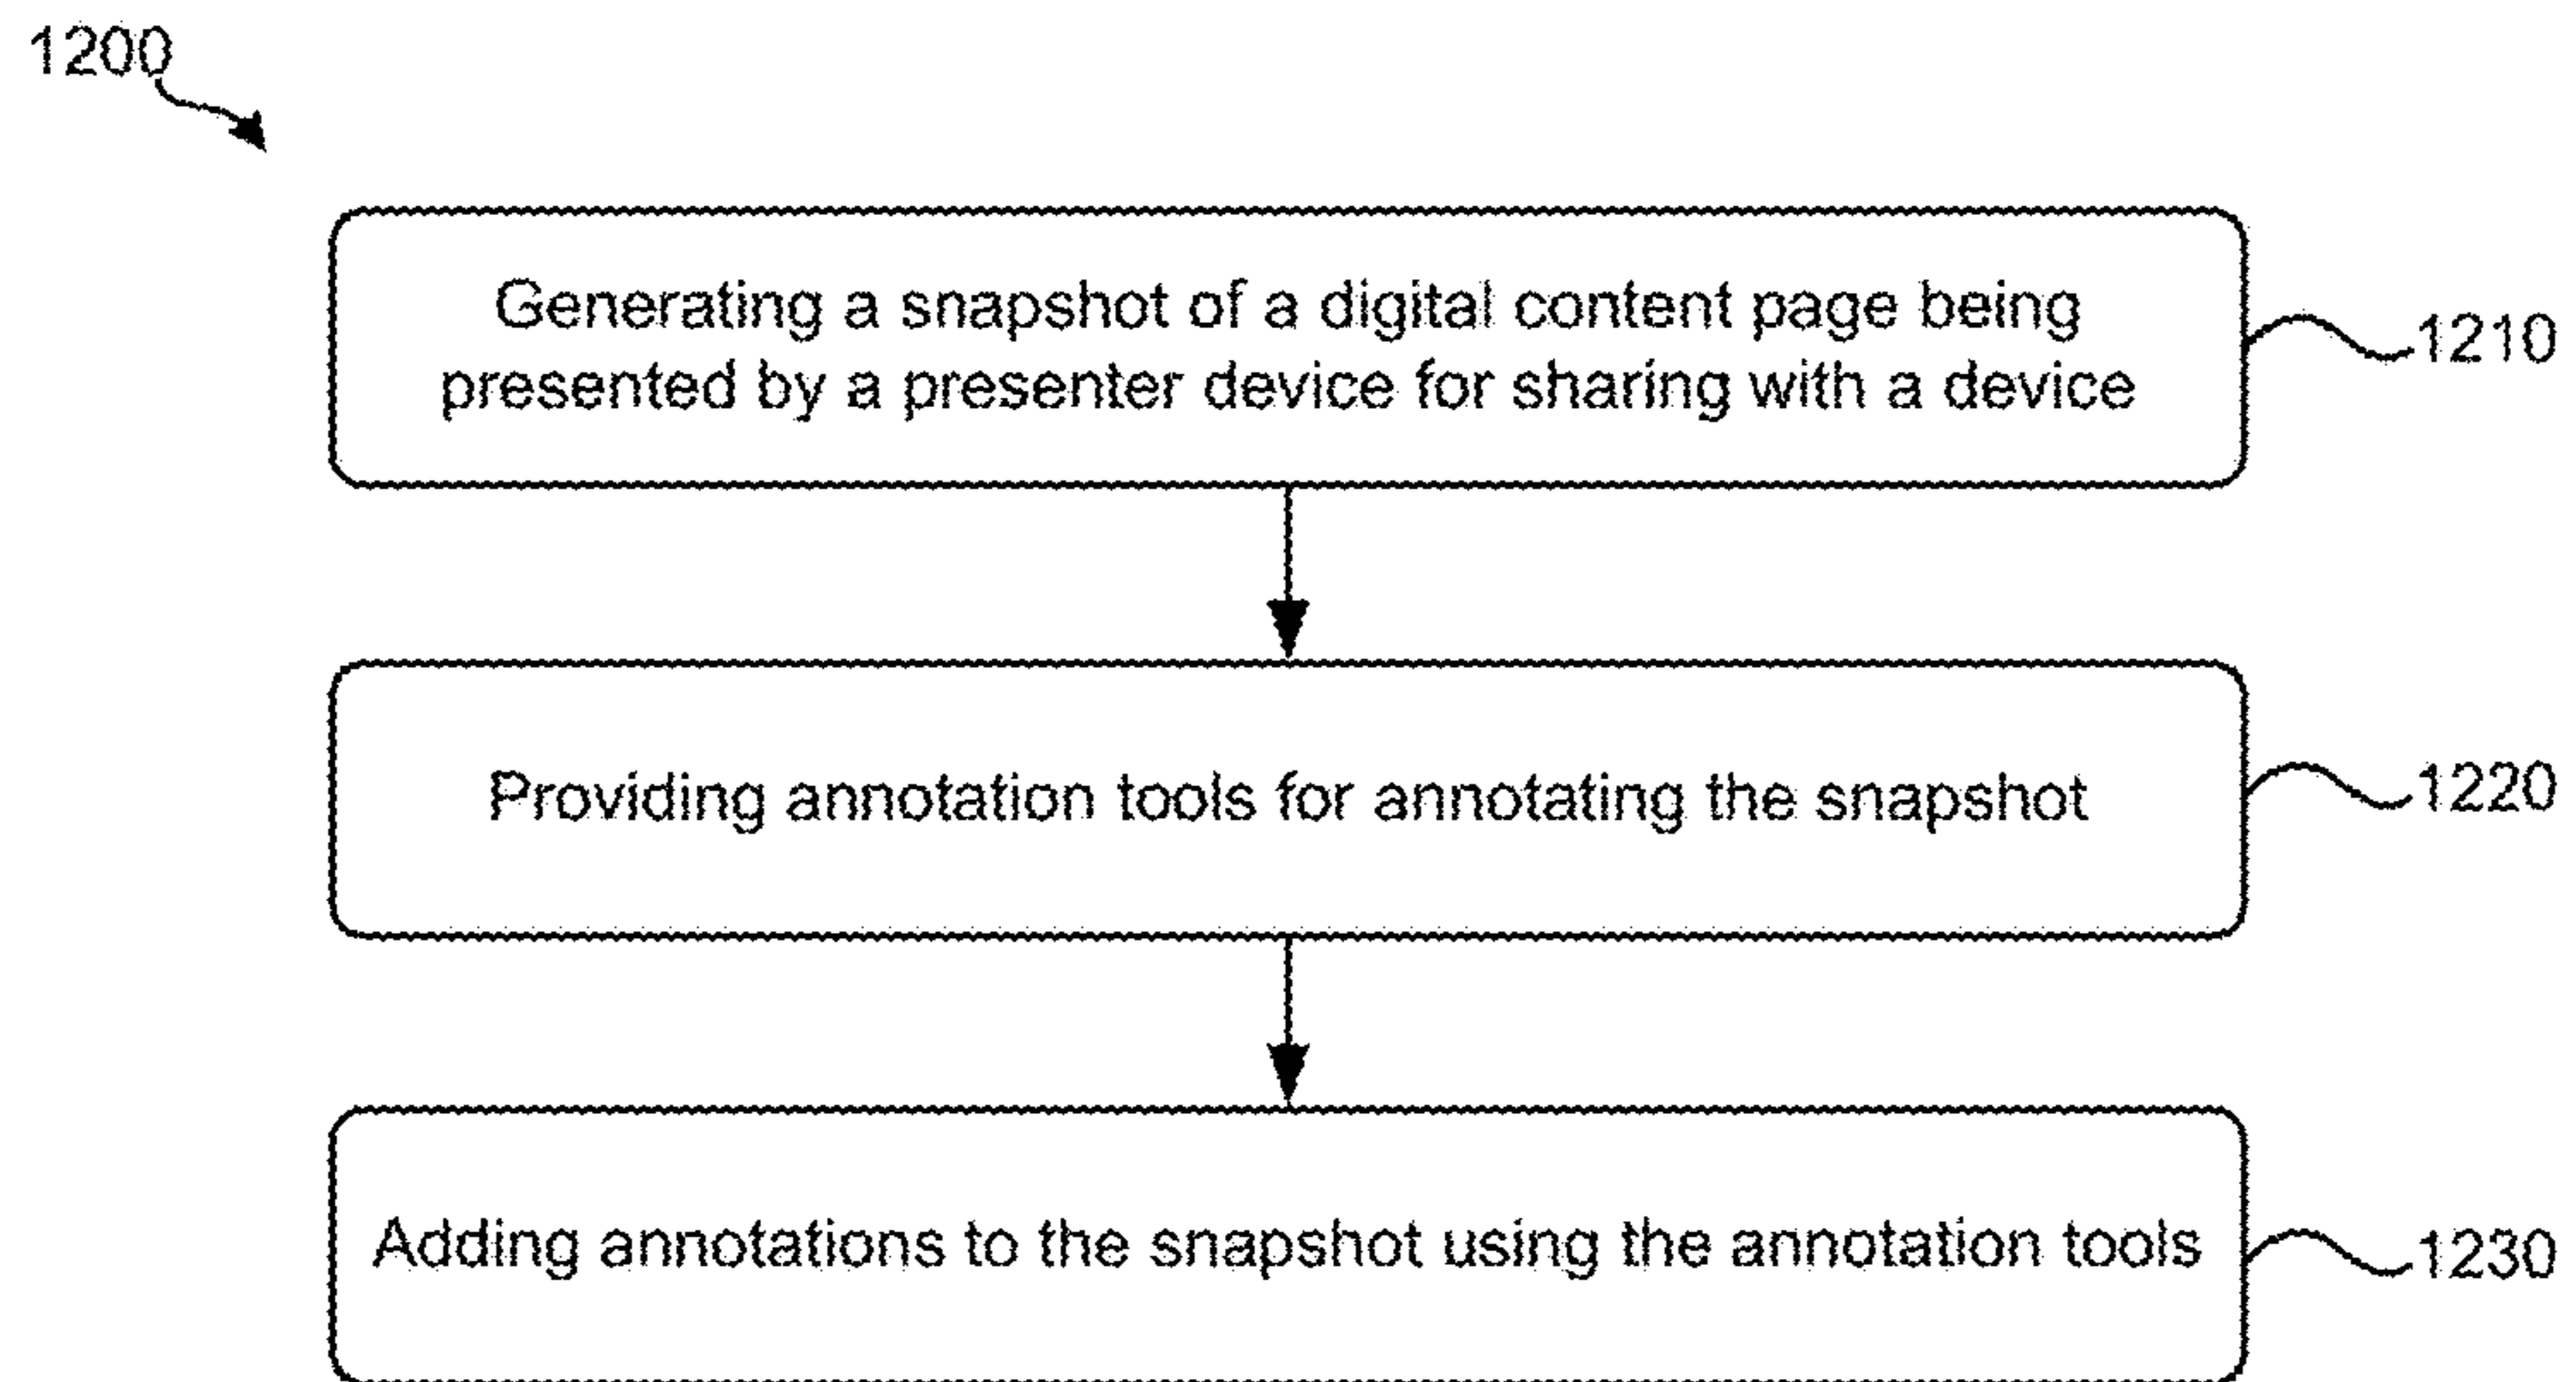 1200
Generating a snapshot of a digital content page being
presented by a presenter device for sharing with a device
1210
Providing annotation tools for annotating the snapshot
1220
Adding annotations to the snapshot using the annotation tools
1230